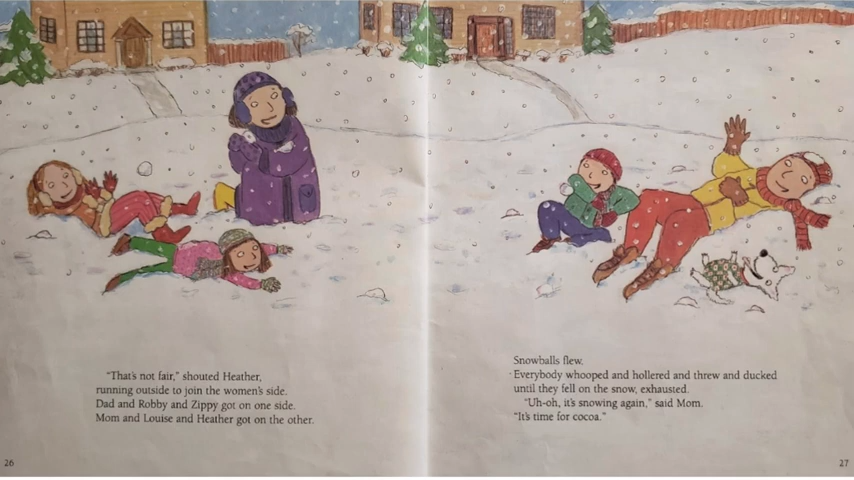 "That's not fair," shouted Heather,
running outside to join the women's side.
Dad and Robby and Zippy got on one side.
Mom and Louise and Heather got on the other.
26
Snowballs flew.
Everybody whooped and hollered and threw and ducked
until they fell on the snow, exhausted.
"Uh-oh, it's snowing again," said Mom.
"It's time for cocoa."
27